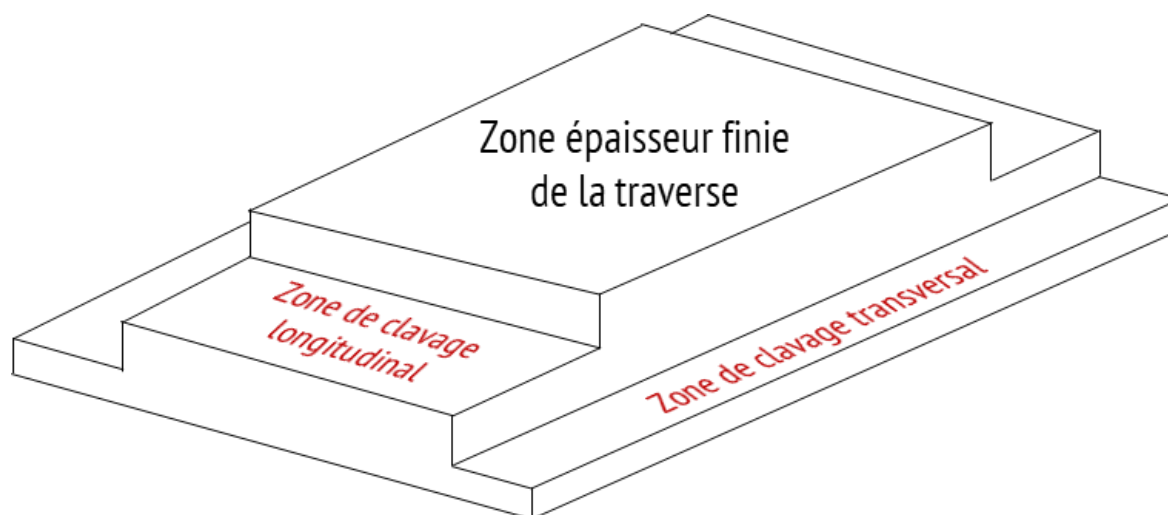 Zone épaisseur finie
de la traverse
Zone de clavage
longitudinal
Zone de clavage transversal